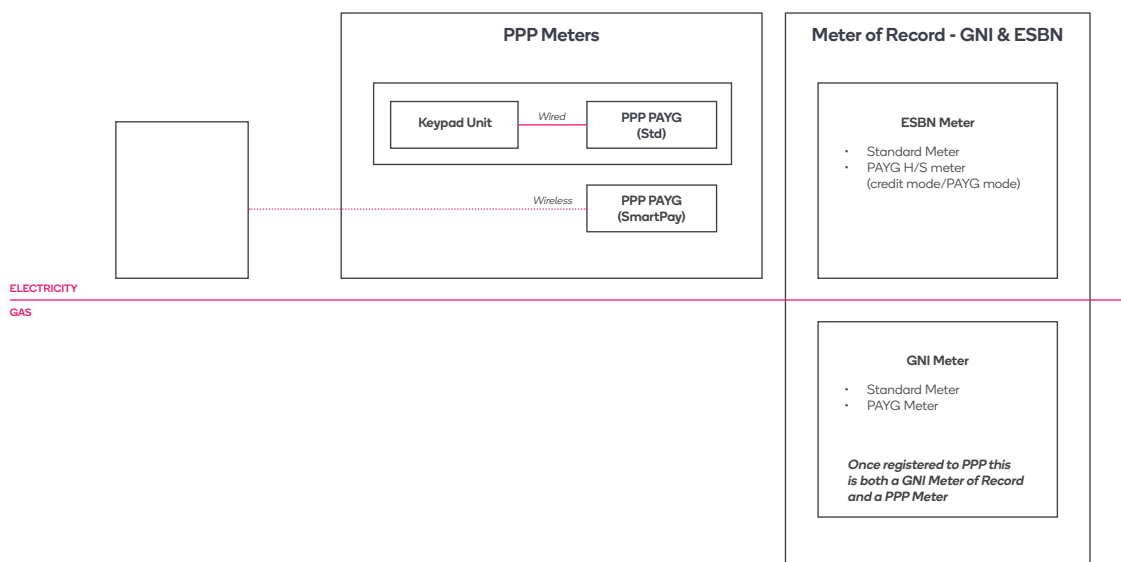 PPP Meters
Meter of Record - GNI & ESBN
Keypad Unit
Wired
PPP PAYG
(Std)
Wireless
PPP PAYG
(SmartPay)
ESBN Meter
• Standard Meter
• PAYG H/S meter
(credit mode/PAYG mode)
ELECTRICITY
GAS
GNI Meter
• Standard Meter
• PAYG Meter
Once registered to PPP this
is both a GNI Meter of Record
and a PPP Meter